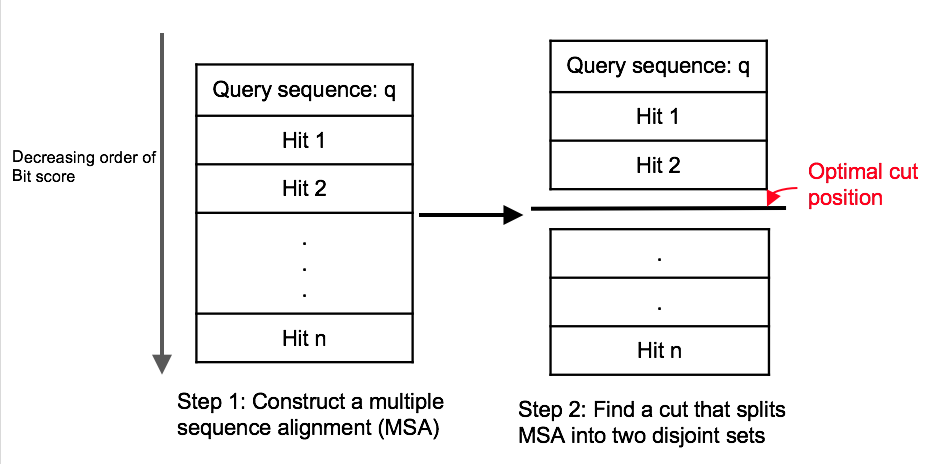 Decreasing order of
Bit score
Query sequence: q
Hit 1
Hit 2
.
.
.
Hit n
Step 1: Construct a multiple
sequence alignment (MSA)
Query sequence: q
Hit 1
Hit 2
Optimal cut
position
.
.
Hit n
Step 2: Find a cut that splits
MSA into two disjoint sets